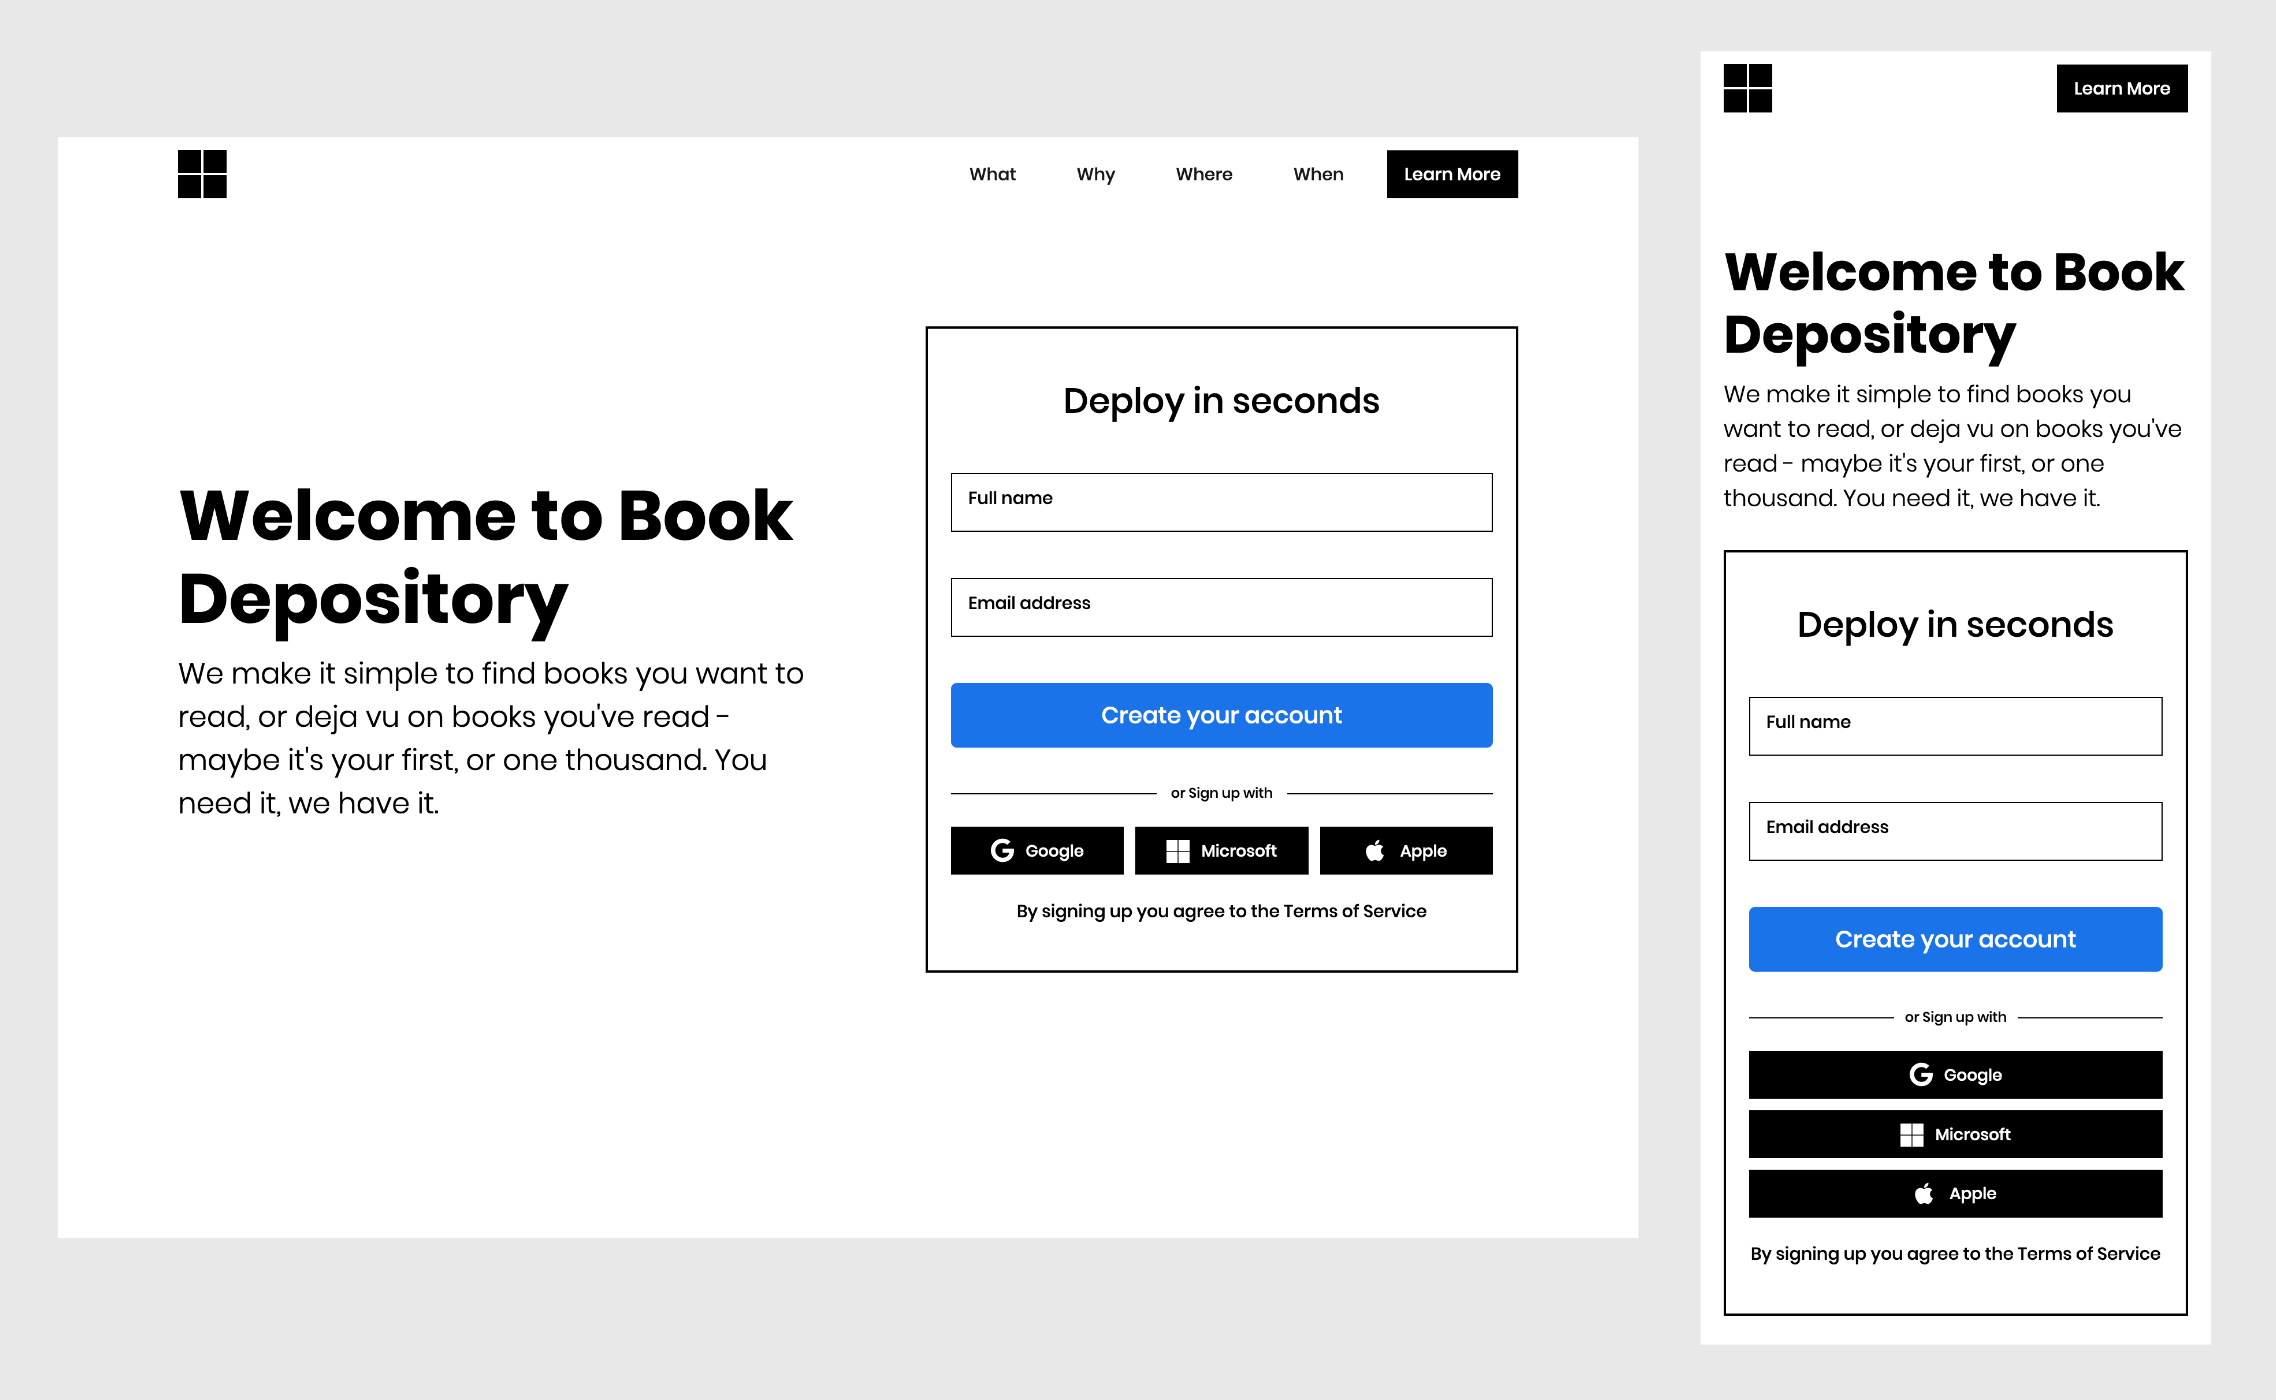 What
Why
Where
When
Learn More
Welcome to Book
Depository
We make it simple to find books you want to
read, or deja vu on books you've read -
maybe it's your first, or one thousand. You
need it, we have it.
Deploy in seconds
Full name
Email address
Create your account
or Sign up with
Google
Microsoft
Apple
By signing up you agree to the Terms of Service
Learn More
Welcome to Book
Depository
We make it simple to find books you
want to read, or deja vu on books you've
read - maybe it's your first, or one
thousand. You need it, we have it.
Deploy in seconds
Full name
Email address
Create your account
or Sign up with
Google
Microsoft
Apple
By signing up you agree to the Terms of Service